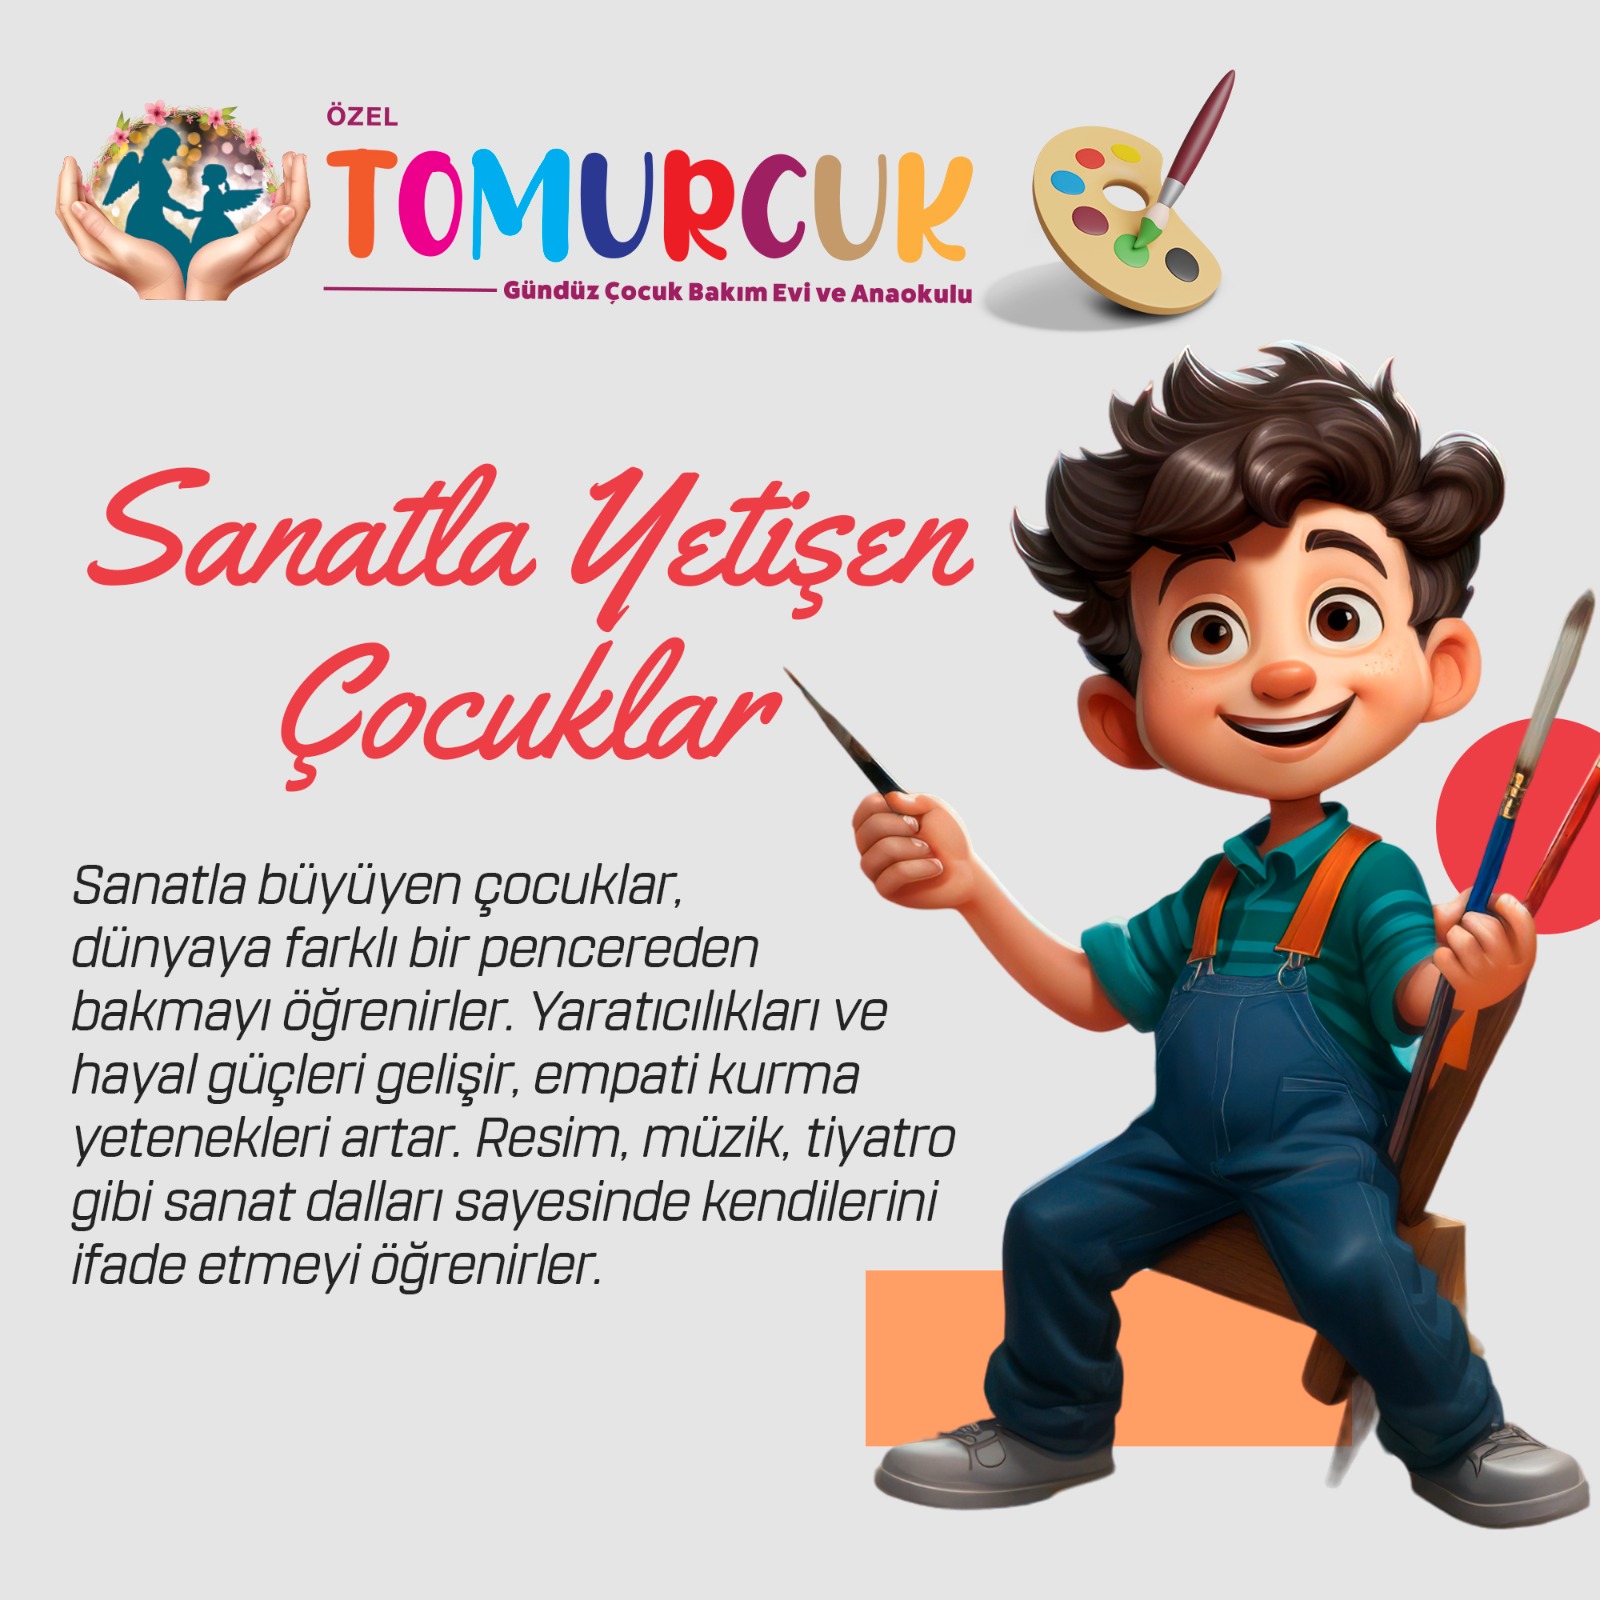 ÖZEL
TOMURCUK
Gündüz Çocuk Bakım Evi ve Anaokulu
Sanatla Yetişen
Çocuklar
Sanatla büyüyen çocuklar,
dünyaya farklı bir pencereden
bakmayı öğrenirler. Yaratıcılıkları ve
hayal güçleri gelişir, empati kurma
yetenekleri artar. Resim, müzik, tiyatro
gibi sanat dalları sayesinde kendilerini
ifade etmeyi öğrenirler.